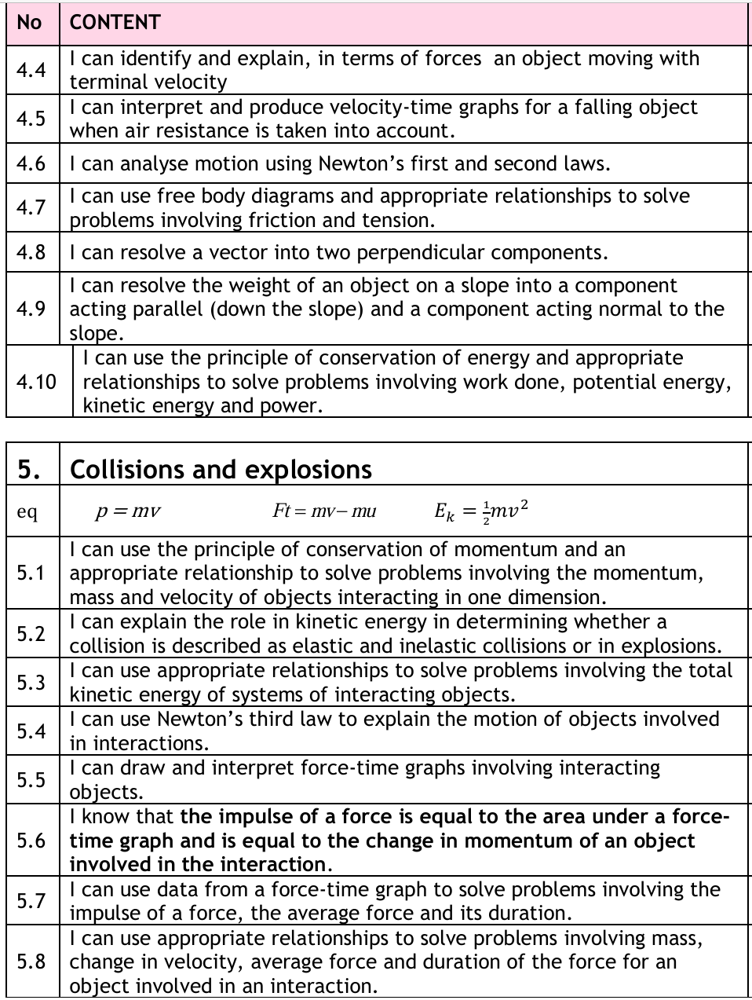 No CONTENT
4.4 I can identify and explain, in terms of forces  an object moving with
terminal velocity
4.5 I can interpret and produce velocity-time graphs for a falling object
when air resistance is taken into account.
4.6 I can analyse motion using Newton’s first and second laws.
4.7 I can use free body diagrams and appropriate relationships to solve
problems involving friction and tension.
4.8 I can resolve a vector into two perpendicular components.
4.9 I can resolve the weight of an object on a slope into a component
acting parallel (down the slope) and a component acting normal to the
slope.
4.10 I can use the principle of conservation of energy and appropriate
relationships to solve problems involving work done, potential energy,
kinetic energy and power.
5. Collisions and explosions
eq p = mv Ft = mv − mu E_k = ½mv²
5.1 I can use the principle of conservation of momentum and an
appropriate relationship to solve problems involving the momentum,
mass and velocity of objects interacting in one dimension.
5.2 I can explain the role in kinetic energy in determining whether a
collision is described as elastic and inelastic collisions or in explosions.
5.3 I can use appropriate relationships to solve problems involving the total
kinetic energy of systems of interacting objects.
5.4 I can use Newton’s third law to explain the motion of objects involved
in interactions.
5.5 I can draw and interpret force-time graphs involving interacting
objects.
5.6 I know that the impulse of a force is equal to the area under a force-
time graph and is equal to the change in momentum of an object
involved in the interaction.
5.7 I can use data from a force-time graph to solve problems involving the
impulse of a force, the average force and its duration.
5.8 I can use appropriate relationships to solve problems involving mass,
change in velocity, average force and duration of the force for an
object involved in an interaction.